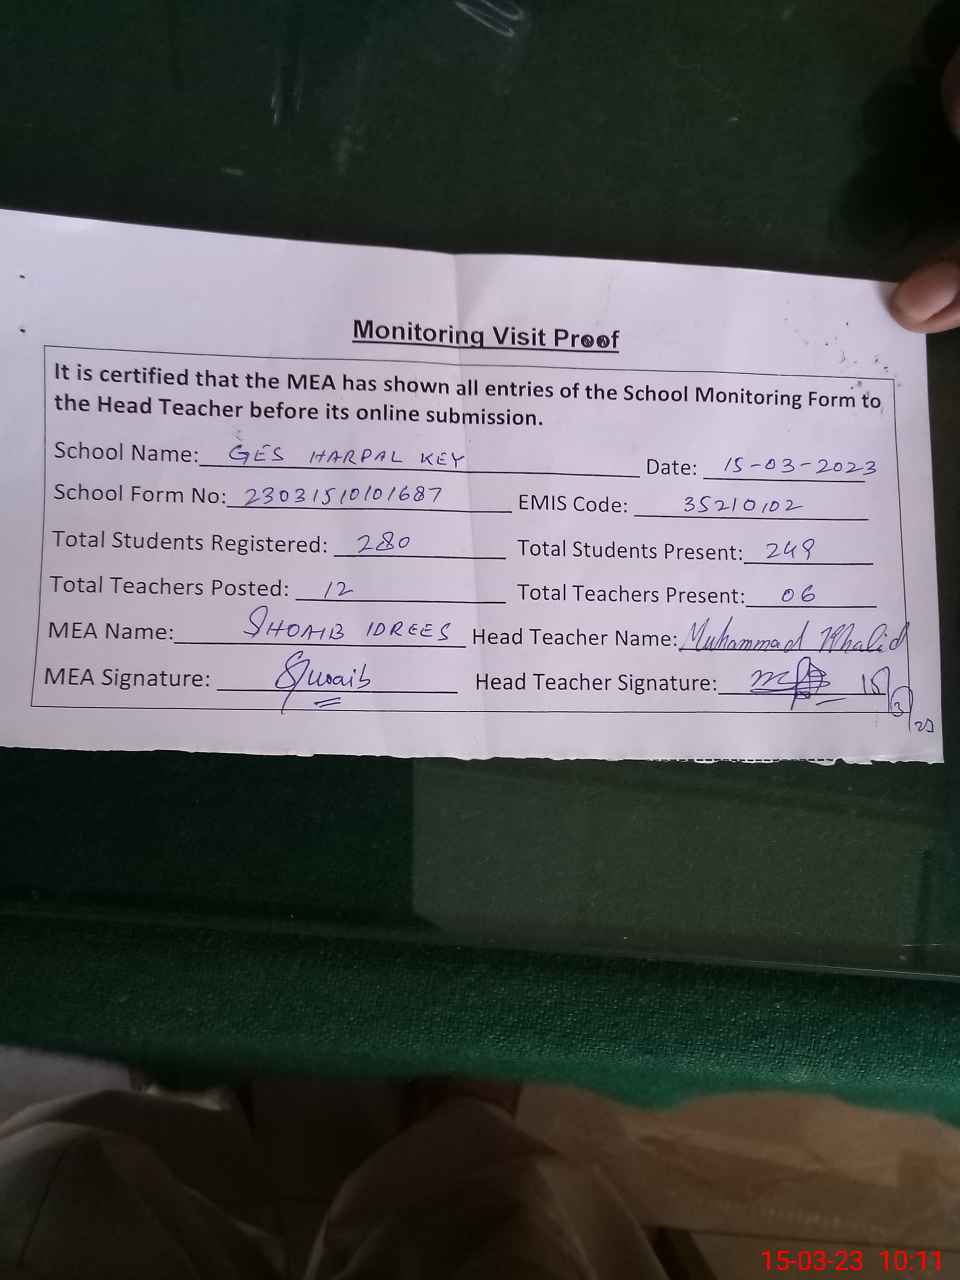 Monitoring Visit Proof
It is certified that the MEA has shown all entries of the School Monitoring Form to
the Head Teacher before its online submission.
School Name: GES HARPAL KEY Date: 15-03-2023
School Form No: 23031510101687 EMIS Code: 35210102
Total Students Registered: 280 Total Students Present: 249
Total Teachers Posted: 12 Total Teachers Present: 06
MEA Name: SHOAIB IDREES Head Teacher Name: Muhammad Khalid
MEA Signature: Shoaib Head Teacher Signature: 15/3/23
15-03-23 10:11